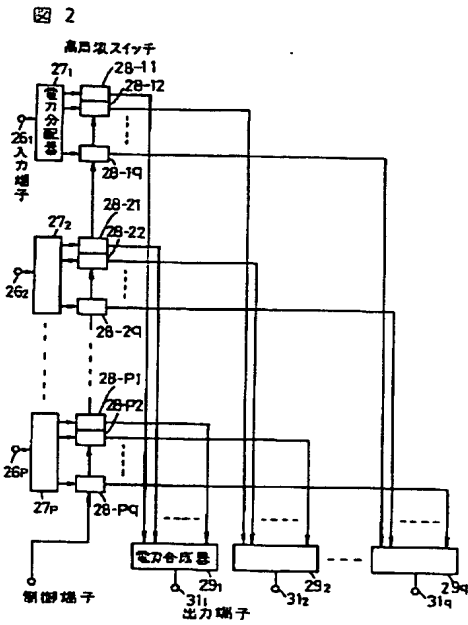 図 2
高周波スイッチ
27₁
28-11
28-12
電力分配器
26₁
入力端子
28-1q
28-21
28-22
27₂
26₂
28-2q
28-P1
28-P2
26P
27P
28-Pq
制御端子
電力合成器
29₁
29₂
29q
31₁
31₂
31q
出力端子